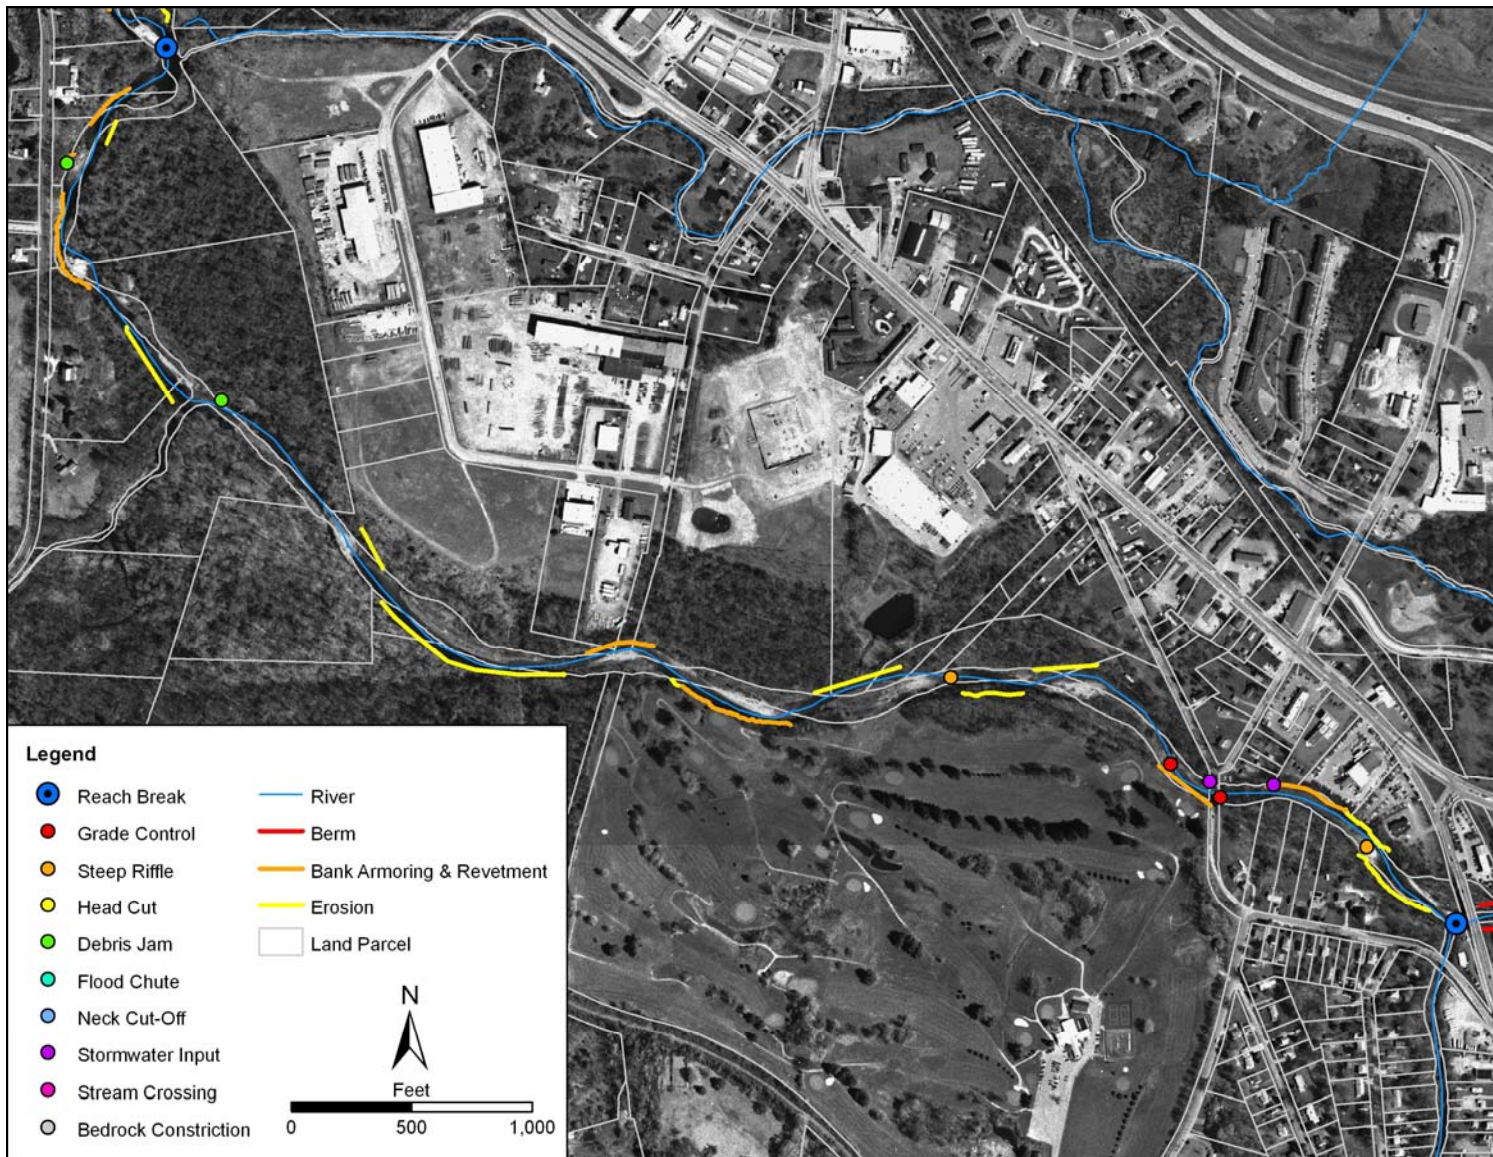 Legend
Reach Break
Grade Control
Steep Riffle
Head Cut
Debris Jam
Flood Chute
Neck Cut-Off
Stormwater Input
Stream Crossing
Bedrock Constriction
River
Berm
Bank Armoring & Revetment
Erosion
Land Parcel
N
Feet
0 500 1,000